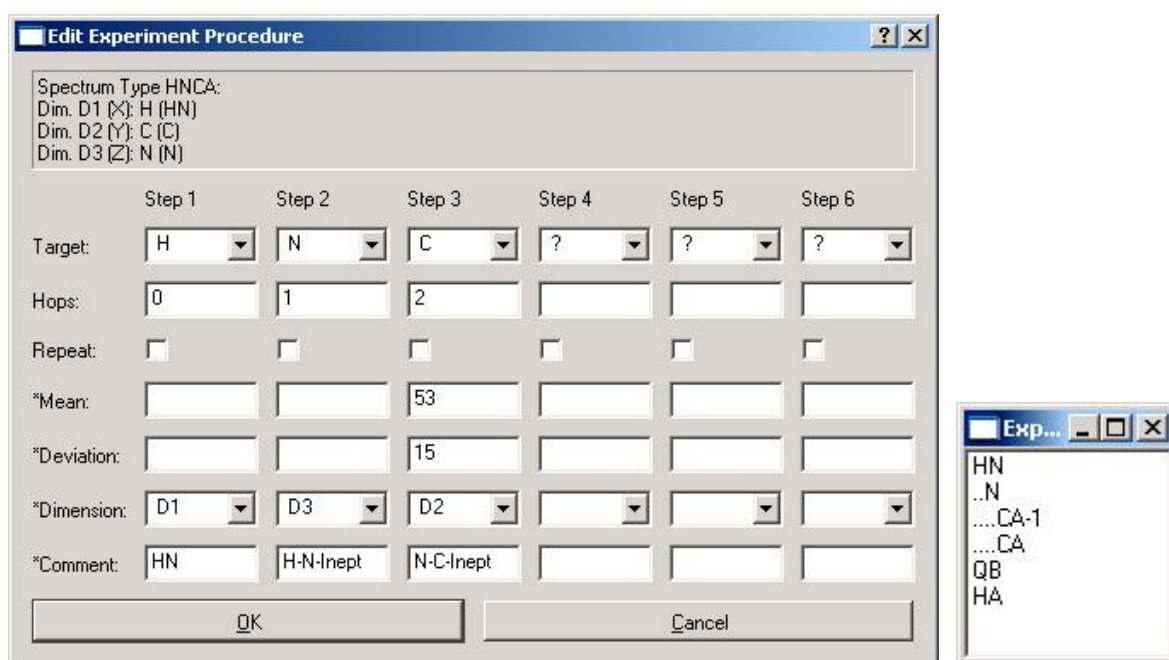 Edit Experiment Procedure
Spectrum Type HNCA:
Dim. D1 (X): H (HN)
Dim. D2 (Y): C (C)
Dim. D3 (Z): N (N)
Step 1 Step 2 Step 3 Step 4 Step 5 Step 6
Target: H N C ? ? ?
Hops: 0 1 2
Repeat:
*Mean: 53
*Deviation: 15
*Dimension: D1 D3 D2
*Comment: HN H-N-Inept N-C-Inept
OK Cancel
Exp...
HN
..N
....CA-1
....CA
QB
HA